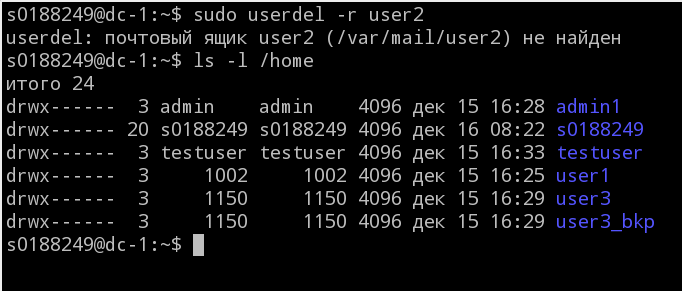 s0188249@dc-1:~$ sudo userdel -r user2
userdel: почтовый ящик user2 (/var/mail/user2) не найден
s0188249@dc-1:~$ ls -l /home
итого 24
drwx------  3 admin    admin    4096 дек 15 16:28 admin1
drwx------ 20 s0188249 s0188249 4096 дек 16 08:22 s0188249
drwx------  3 testuser testuser 4096 дек 15 16:33 testuser
drwx------  3     1002     1002 4096 дек 15 16:25 user1
drwx------  3     1150     1150 4096 дек 15 16:29 user3
drwx------  3     1150     1150 4096 дек 15 16:29 user3_bkp
s0188249@dc-1:~$